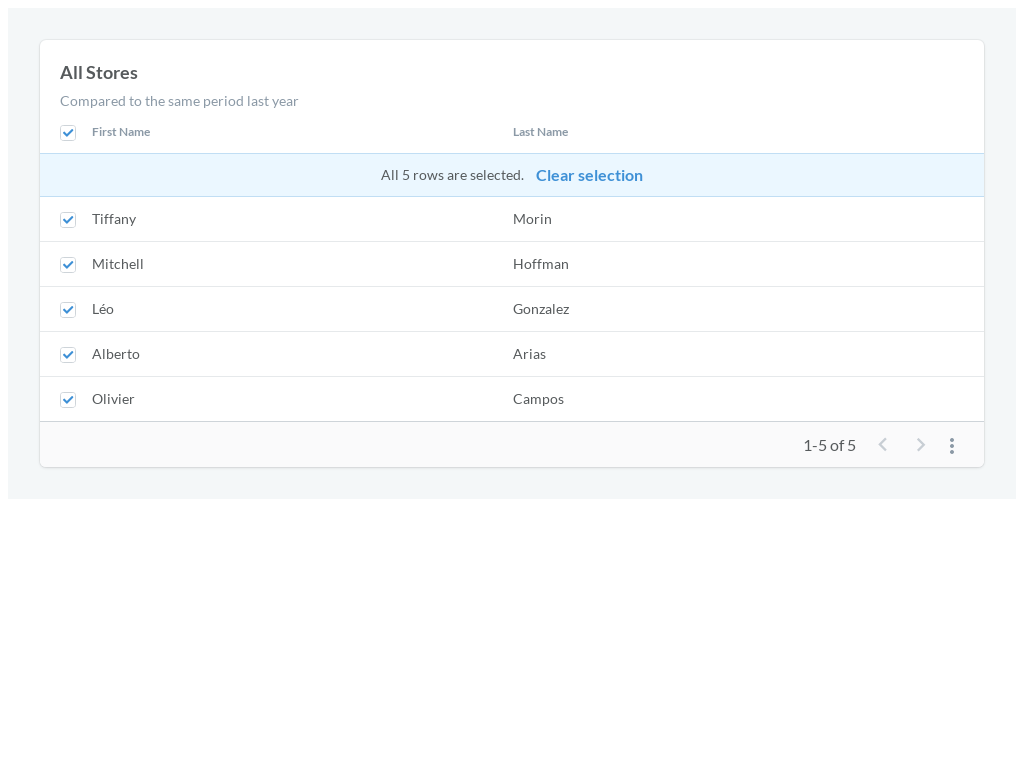 All Stores
Compared to the same period last year
First Name Last Name
All 5 rows are selected. Clear selection
Tiffany Morin
Mitchell Hoffman
Léo Gonzalez
Alberto Arias
Olivier Campos
1-5 of 5